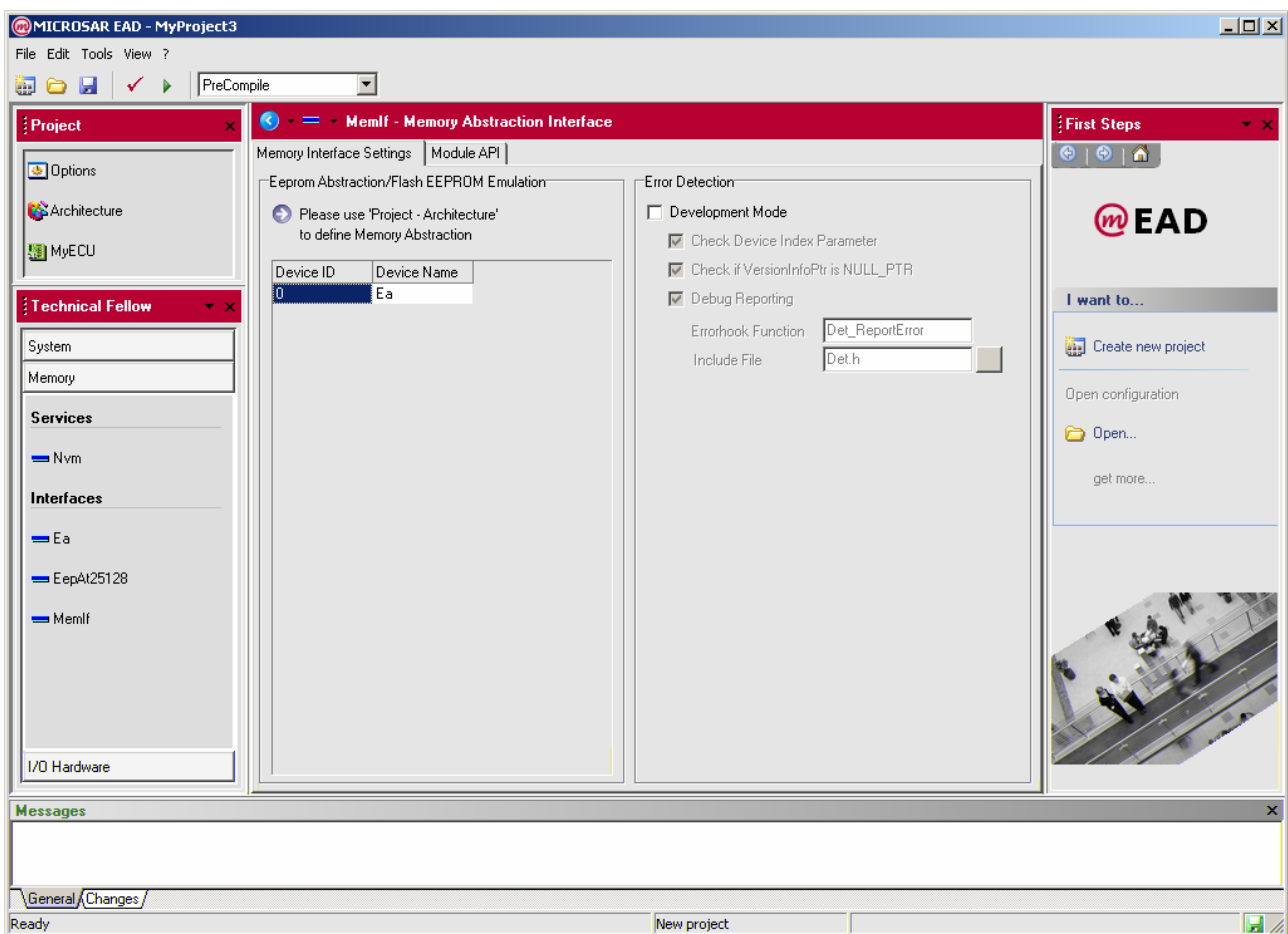 MICROSAR EAD - MyProject3
File Edit Tools View ?
PreCompile
Project
Options
Architecture
MyECU
Technical Fellow
System
Memory
Services
Nvm
Interfaces
Ea
EepAt25128
MemIf
I/O Hardware
MemIf - Memory Abstraction Interface
Memory Interface Settings Module API
Eeprom Abstraction/Flash EEPROM Emulation
Please use 'Project - Architecture'
to define Memory Abstraction
Device ID Device Name
0 Ea
Error Detection
Development Mode
Check Device Index Parameter
Check if VersionInfoPtr is NULL_PTR
Debug Reporting
Errorhook Function Det_ReportError
Include File Det.h
First Steps
EAD
I want to...
Create new project
Open configuration
Open...
get more...
Messages
General Changes
Ready New project